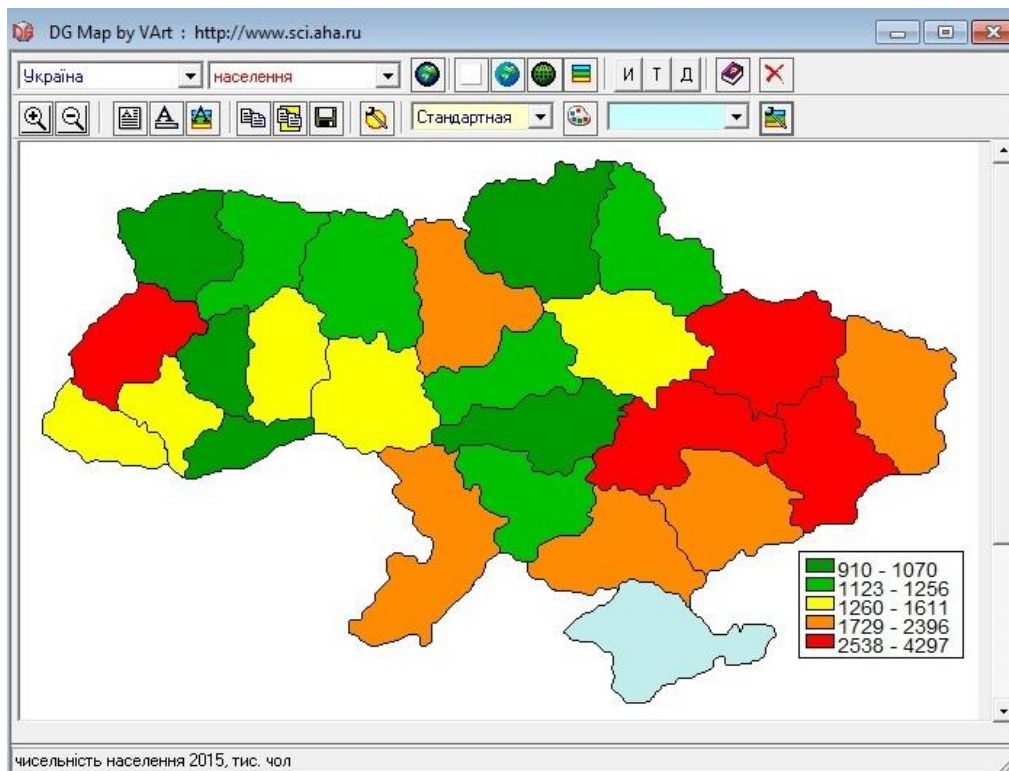 DG Map by VArt : http://www.sci.aha.ru
Україна населення И Т Д
Стандартная
910 - 1070
1123 - 1256
1260 - 1611
1729 - 2396
2538 - 4297
чисельність населення 2015, тис. чол